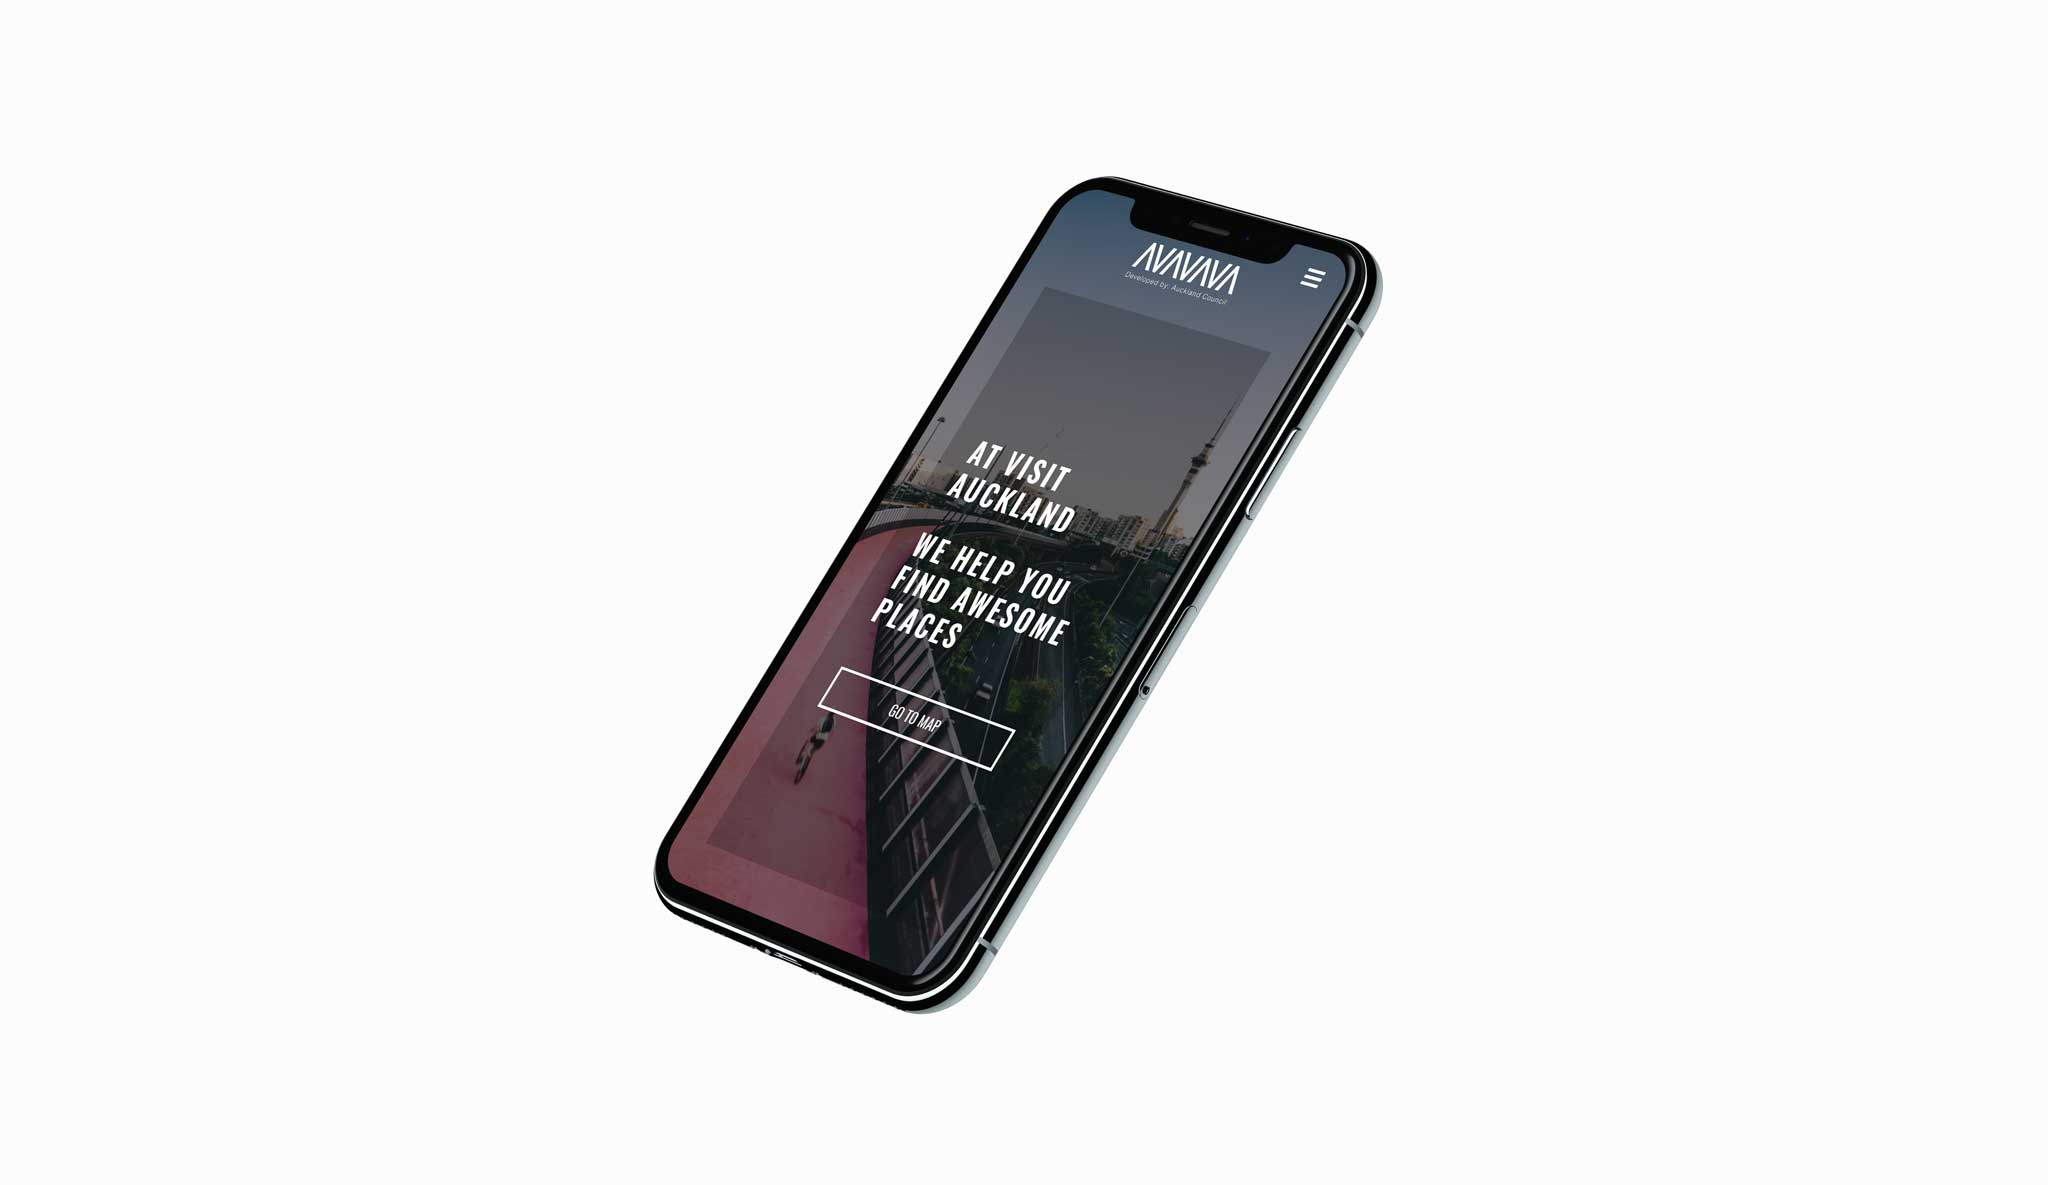 AVAVAVA
Developed by: Auckland Council
AT VISIT
AUCKLAND
WE HELP YOU
FIND AWESOME
PLACES
GO TO MAP